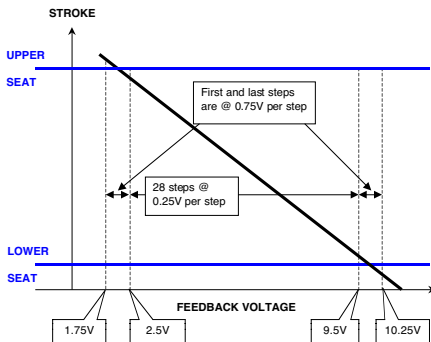 STROKE
UPPER
SEAT
First and last steps
are @ 0.75V per step
28 steps @
0.25V per step
LOWER
SEAT
FEEDBACK VOLTAGE
1.75V
2.5V
9.5V
10.25V